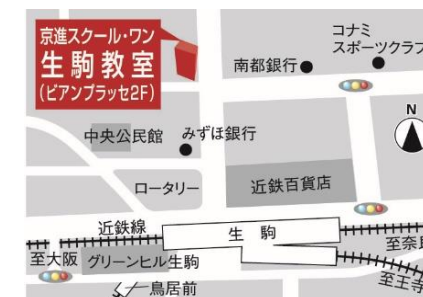 京進スクール・ワン
生駒教室
(ビアンプラッセ2F)
コナミ
スポーツクラブ
南都銀行
N
中央公民館
みずほ銀行
ロータリー
近鉄百貨店
近鉄線
生駒
至奈良
至大阪
グリーンヒル生駒
至王寺
鳥居前